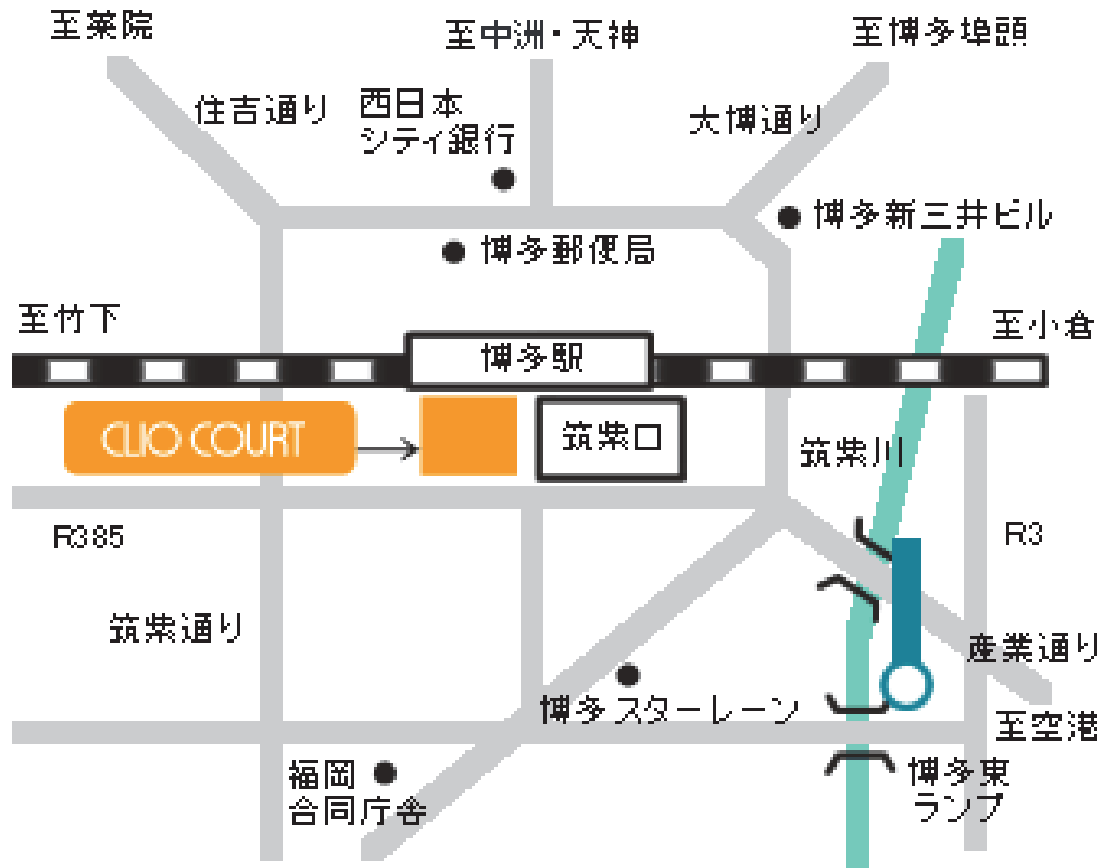 至薬院
至中洲・天神
至博多埠頭
住吉通り
西日本
シティ銀行
大博通り
博多新三井ビル
博多郵便局
至竹下
至小倉
博多駅
CLIO COURT
筑紫口
筑紫川
R385
R3
筑紫通り
産業通り
博多スターレーン
至空港
福岡
合同庁舎
博多東
ランプ